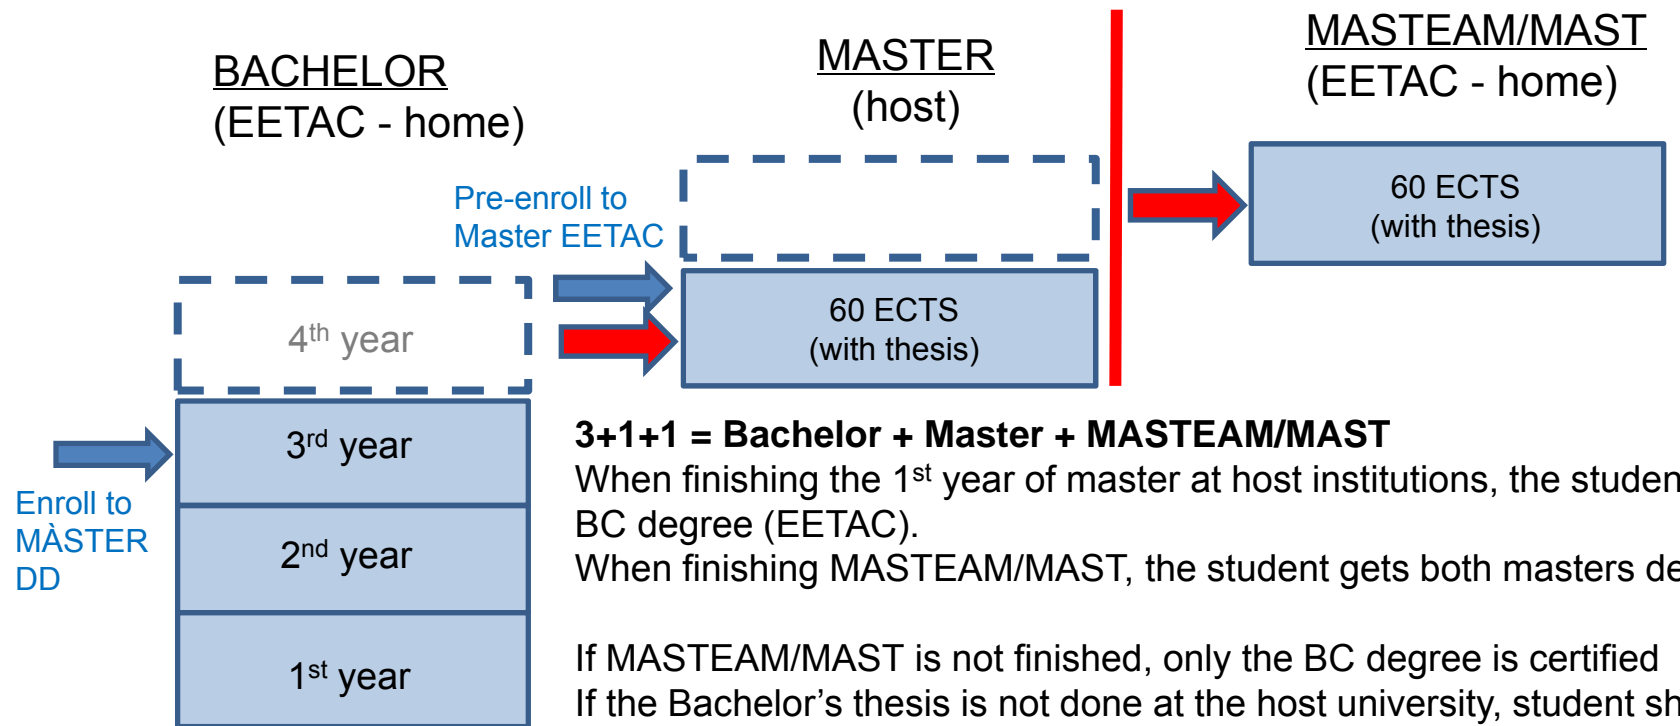 BACHELOR
(EETAC - home)
MASTER
(host)
MASTEAM/MAST
(EETAC - home)
Pre-enroll to
Master EETAC
60 ECTS
(with thesis)
60 ECTS
(with thesis)
4th year
3rd year
2nd year
1st year
Enroll to
MÀSTER
DD
3+1+1 = Bachelor + Master + MASTEAM/MAST
When finishing the 1st year of master at host institutions, the studen
BC degree (EETAC).
When finishing MASTEAM/MAST, the student gets both masters de
If MASTEAM/MAST is not finished, only the BC degree is certified
If the Bachelor’s thesis is not done at the host university, student sh